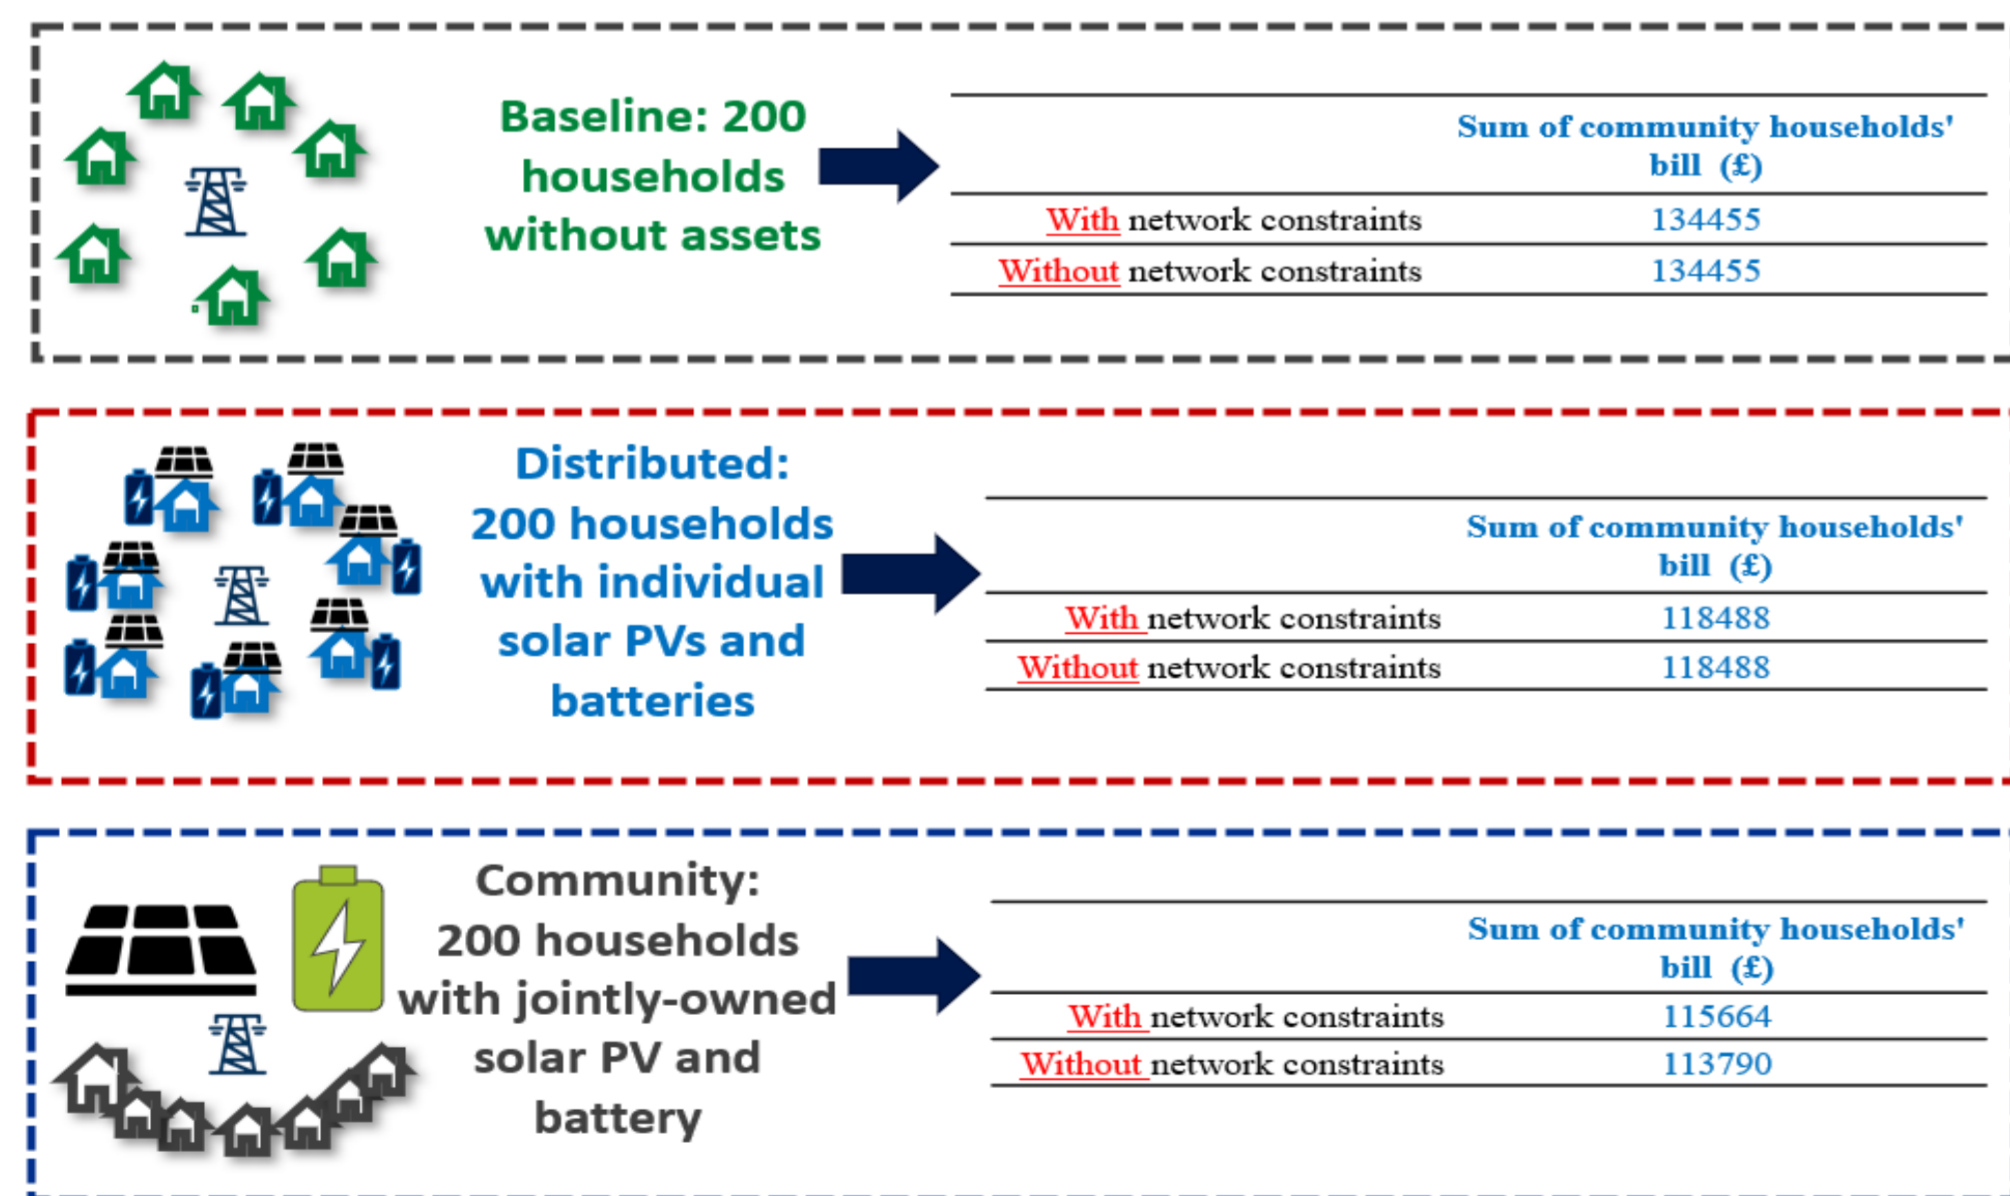 Baseline: 200
households
without assets
Sum of community households'
bill (£)
With network constraints 134455
Without network constraints 134455
Distributed:
200 households
with individual
solar PVs and
batteries
Sum of community households'
bill (£)
With network constraints 118488
Without network constraints 118488
Community:
200 households
with jointly-owned
solar PV and
battery
Sum of community households'
bill (£)
With network constraints 115664
Without network constraints 113790